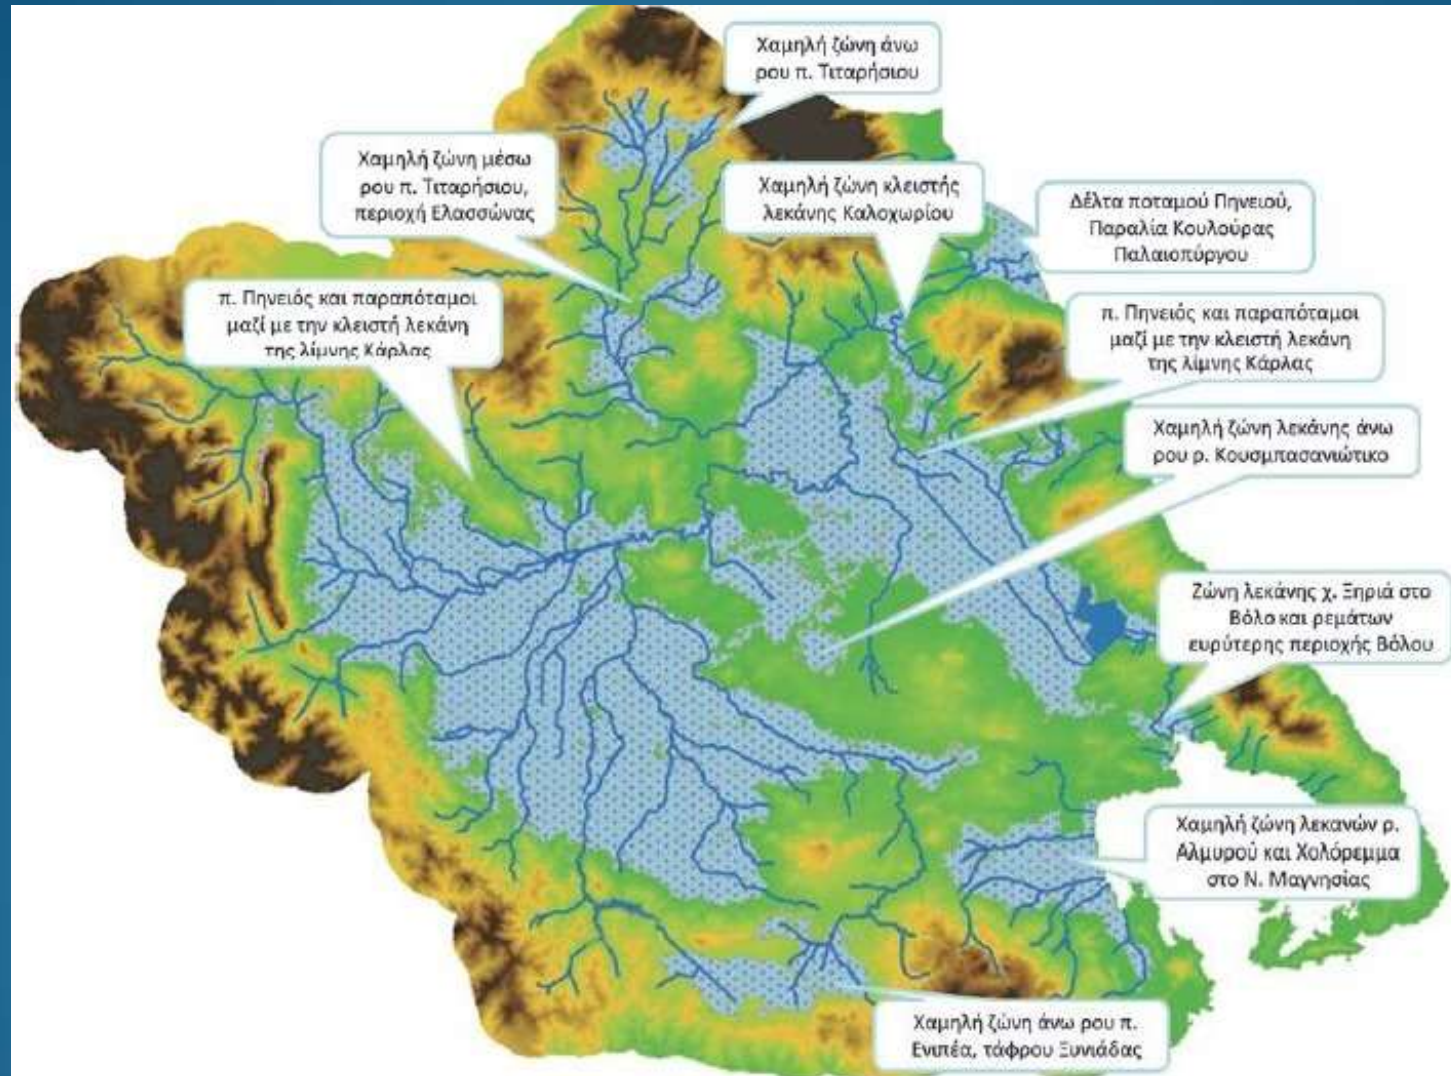 Χαμηλή ζώνη άνω
ρου π. Τιταρήσιου
Χαμηλή ζώνη μέσω
ρου π. Τιταρήσιου,
περιοχή Ελασσώνας
Χαμηλή ζώνη κλειστής
λεκάνης Καλοχωρίου
Δέλτα ποταμού Πηνειού,
Παραλία Κουλούρας
Παλαιοπύργου
π. Πηνειός και παραπόταμοι
μαζί με την κλειστή λεκάνη
της λίμνης Κάρλας
π. Πηνειός και παραπόταμοι
μαζί με την κλειστή λεκάνη
της λίμνης Κάρλας
Χαμηλή ζώνη λεκάνης άνω
ρου ρ. Κουσμπασανιώτικο
Ζώνη λεκάνης χ. Ξηριά στο
Βόλο και ρεμάτων
ευρύτερης περιοχής Βόλου
Χαμηλή ζώνη λεκανών ρ.
Αλμυρού και Χολόρεμμα
στο Ν. Μαγνησίας
Χαμηλή ζώνη άνω ρου π.
Ενιπέα, τάφρου Ξυνιάδας